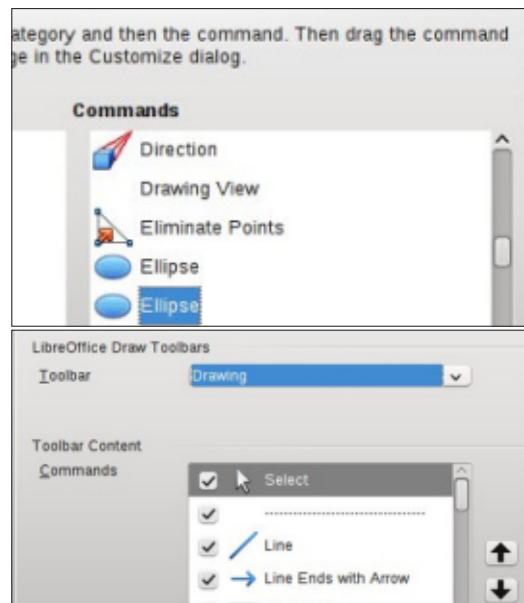 ategory and then the command. Then drag the command
ge in the Customize dialog.
Commands
Direction
Drawing View
Eliminate Points
Ellipse
Ellipse
LibreOffice Draw Toolbars
Toolbar
Drawing
Toolbar Content
Commands
Select
Line
Line Ends with Arrow